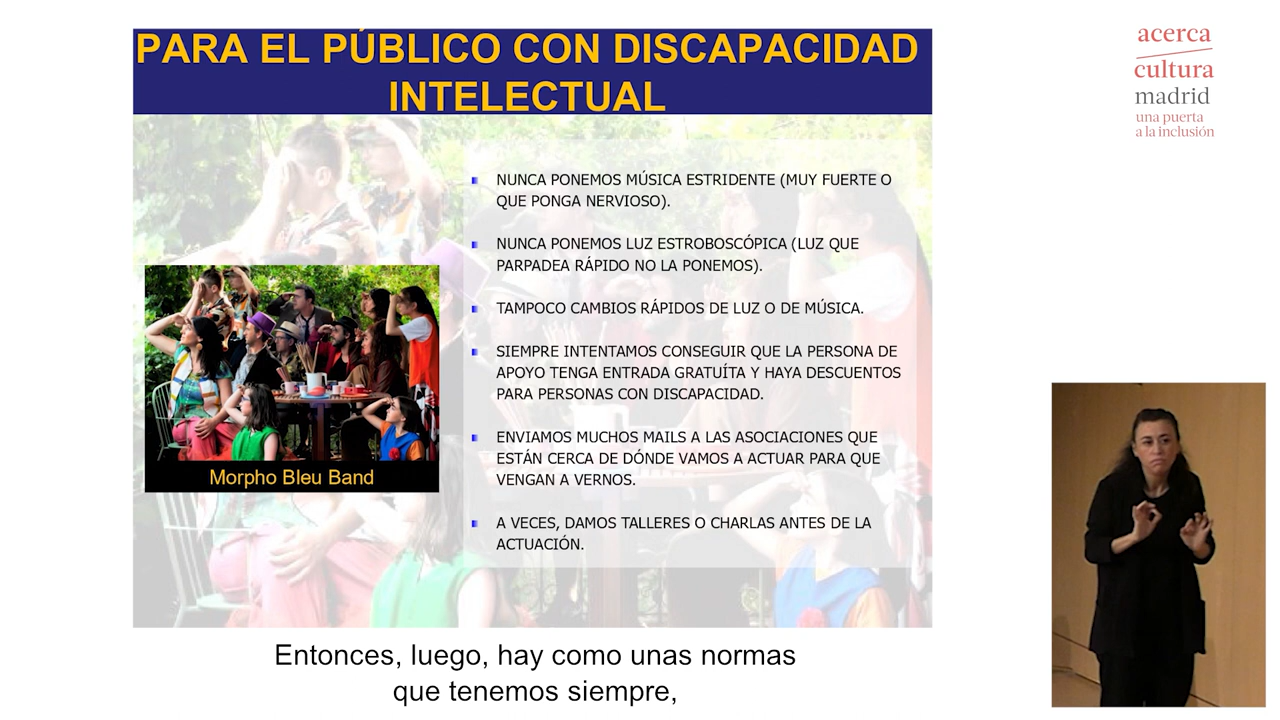 PARA EL PÚBLICO CON DISCAPACIDAD
INTELECTUAL
acerca
cultura
madrid
una puerta
a la inclusión
NUNCA PONEMOS MÚSICA ESTRIDENTE (MUY FUERTE O
QUE PONGA NERVIOSO).
NUNCA PONEMOS LUZ ESTROBOSCÓPICA (LUZ QUE
PARPADEA RÁPIDO NO LA PONEMOS).
TAMPOCO CAMBIOS RÁPIDOS DE LUZ O DE MÚSICA.
SIEMPRE INTENTAMOS CONSEGUIR QUE LA PERSONA DE
APOYO TENGA ENTRADA GRATUÍTA Y HAYA DESCUENTOS
PARA PERSONAS CON DISCAPACIDAD.
ENVIAMOS MUCHOS MAILS A LAS ASOCIACIONES QUE
ESTÁN CERCA DE DÓNDE VAMOS A ACTUAR PARA QUE
VENGAN A VERNOS.
A VECES, DAMOS TALLERES O CHARLAS ANTES DE LA
ACTUACIÓN.
Morpho Bleu Band
Entonces, luego, hay como unas normas
que tenemos siempre,